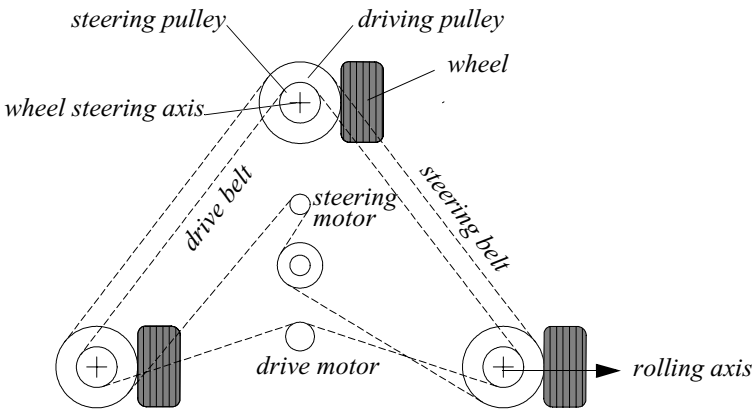 steering pulley
driving pulley
wheel
wheel steering axis
drive belt
steering
motor
steering belt
drive motor
rolling axis